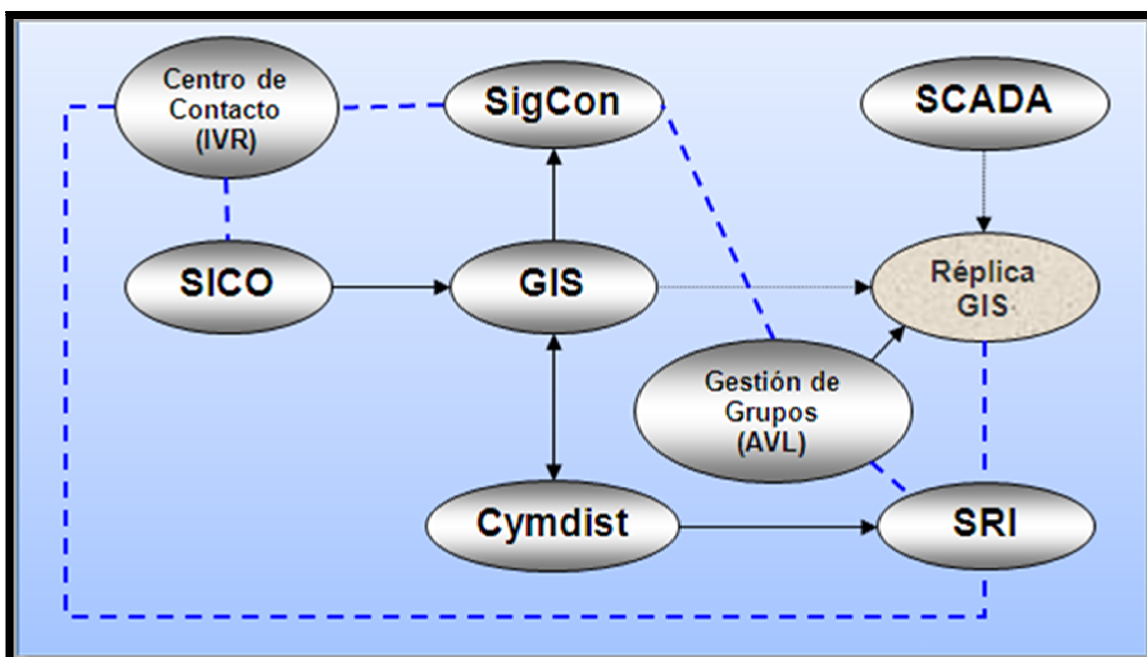 Centro de
Contacto
(IVR)
SigCon
SCADA
SICO
GIS
Réplica
GIS
Gestión de
Grupos
(AVL)
Cymdist
SRI